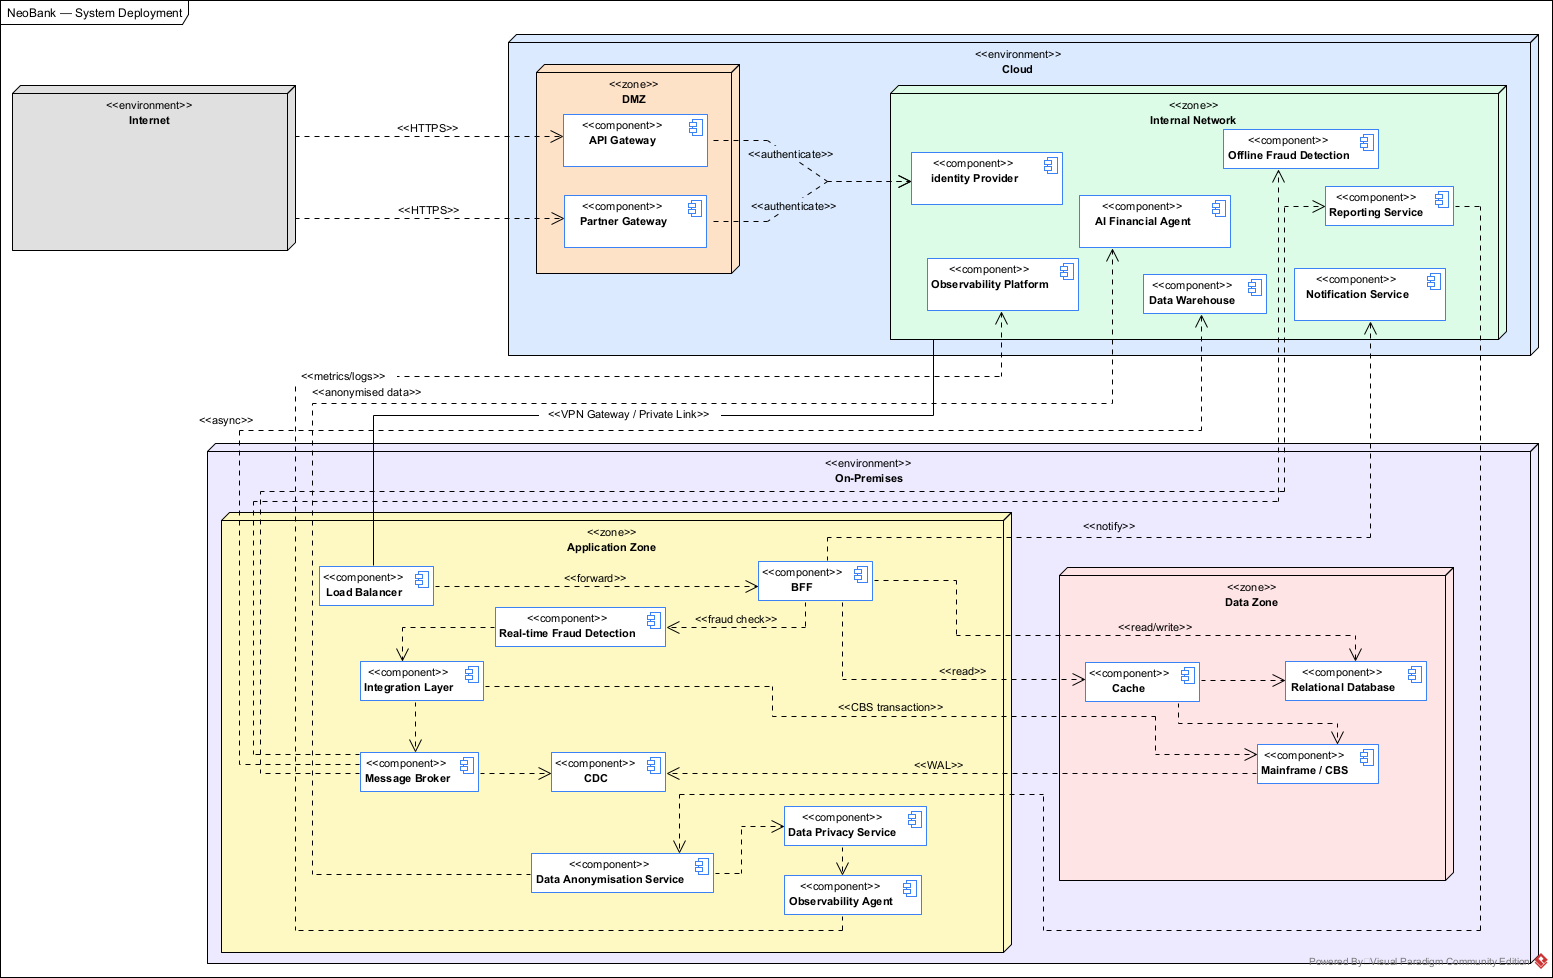 NeoBank — System Deployment
<<environment>>
Internet
<<environment>>
Cloud
<<zone>>
DMZ
<<component>>
API Gateway
<<component>>
Partner Gateway
<<HTTPS>>
<<HTTPS>>
<<authenticate>>
<<authenticate>>
<<zone>>
Internal Network
<<component>>
identity Provider
<<component>>
Offline Fraud Detection
<<component>>
AI Financial Agent
<<component>>
Reporting Service
<<component>>
Observability Platform
<<component>>
Data Warehouse
<<component>>
Notification Service
<<metrics/logs>>
<<anonymised data>>
<<VPN Gateway / Private Link>>
<<async>>
<<environment>>
On-Premises
<<notify>>
<<zone>>
Application Zone
<<component>>
Load Balancer
<<forward>>
<<component>>
BFF
<<component>>
Real-time Fraud Detection
<<fraud check>>
<<component>>
Integration Layer
<<read/write>>
<<read>>
<<CBS transaction>>
<<component>>
Message Broker
<<component>>
CDC
<<WAL>>
<<component>>
Data Privacy Service
<<component>>
Data Anonymisation Service
<<component>>
Observability Agent
<<zone>>
Data Zone
<<component>>
Cache
<<component>>
Relational Database
<<component>>
Mainframe / CBS
Powered By: Visual Paradigm Community Edition